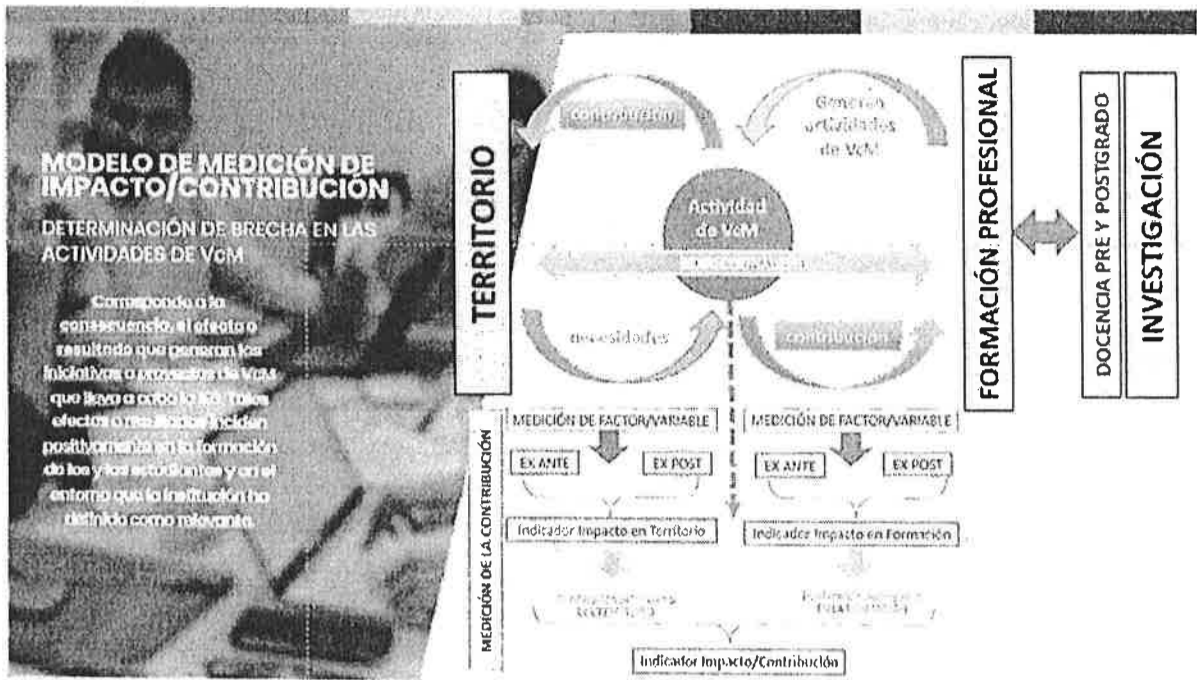 MODELO DE MEDICIÓN DE
IMPACTO/CONTRIBUCIÓN
DETERMINACIÓN DE BRECHA EN LAS
ACTIVIDADES DE VcM
Corresponde a la
consecuencia, el efecto o
resultado que generan las
iniciativas o proyectos de VcM
que lleva a cabo la IES. Tales
efectos o resultados inciden
positivamente en la formación
de los y las estudiantes y en el
entorno que la institución ha
definido como relevante.
TERRITORIO
contribución
Generan
actividades
de VcM
Actividad
de VcM
necesidades
contribución
FORMACIÓN PROFESIONAL
DOCENCIA PRE Y POSTGRADO
INVESTIGACIÓN
MEDICIÓN DE LA CONTRIBUCIÓN
MEDICIÓN DE FACTOR/VARIABLE
MEDICIÓN DE FACTOR/VARIABLE
EX ANTE
EX POST
EX ANTE
EX POST
Indicador Impacto en Territorio
Indicador Impacto en Formación
Indicador Impacto/Contribución